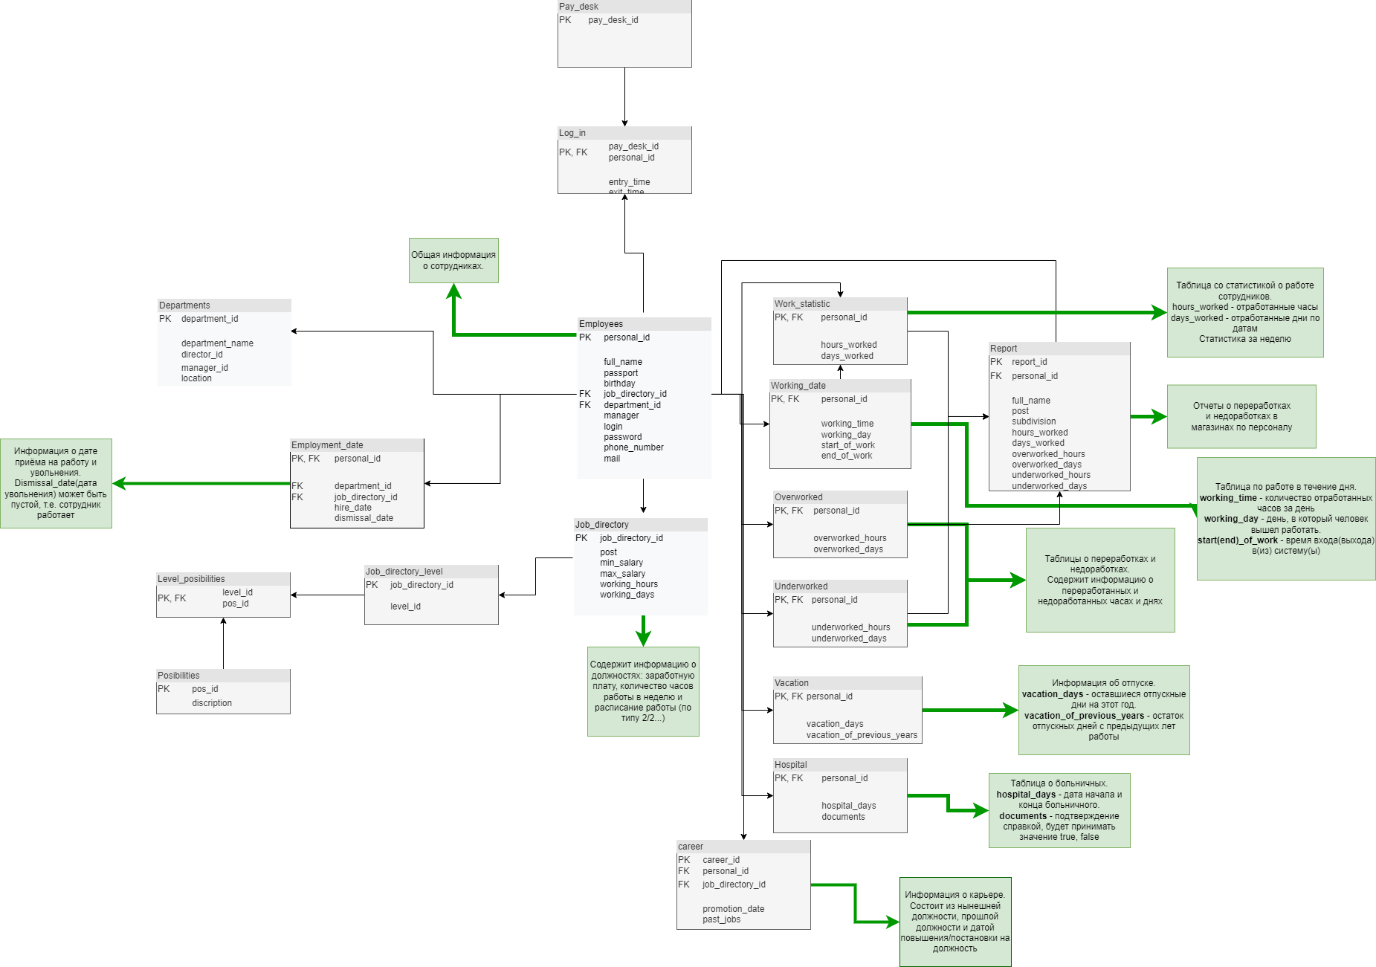 Pay_desk
PK pay_desk_id
Log_in
PK, FK
pay_desk_id
personal_id
entry_time
exit_time
Общая информация
о сотрудниках.
Departments
PK department_id
department_name
director_id
manager_id
location
Employees
PK personal_id
full_name
passport
birthday
FK job_directory_id
FK department_id
manager
login
password
phone_number
mail
Employment_date
PK, FK personal_id
FK department_id
FK job_directory_id
hire_date
dismissal_date
Информация о дате
приёма на работу и
увольнения.
Dismissal_date(дата
увольнения) может быть
пустой, т.е. сотрудник
работает
Job_directory
PK job_directory_id
post
min_salary
max_salary
working_hours
working_days
Job_directory_level
PK job_directory_id
level_id
Level_posibilities
PK, FK
level_id
pos_id
Posibilities
PK pos_id
discription
Содержит информацию о
должностях: заработную
плату, количество часов
работы в неделю и
расписание работы (по
типу 2/2...)
Work_statistic
PK, FK personal_id
hours_worked
days_worked
Working_date
PK, FK personal_id
working_time
working_day
start_of_work
end_of_work
Overworked
PK, FK personal_id
overworked_hours
overworked_days
Underworked
PK, FK personal_id
underworked_hours
underworked_days
Vacation
PK, FK personal_id
vacation_days
vacation_of_previous_years
Hospital
PK, FK personal_id
hospital_days
documents
career
PK career_id
FK personal_id
FK job_directory_id
promotion_date
past_jobs
Report
PK report_id
FK personal_id
full_name
post
subdivision
hours_worked
days_worked
overworked_hours
overworked_days
underworked_hours
underworked_days
Таблица со статистикой о работе
сотрудников.
hours_worked - отработанные часы
days_worked - отработанные дни по
датам
Статистика за неделю
Отчеты о переработках
и недоработках в
магазинах по персоналу
Таблица по работе в течение дня.
working_time - количество отработанных
часов за день
working_day - день, в который человек
вышел работать.
start(end)_of_work - время входа(выхода)
в(из) систему(ы)
Таблицы о переработках и
недоработках.
Содержит информацию о
переработанных и
недоработанных часах и днях
Информация об отпуске.
vacation_days - оставшиеся отпускные
дни на этот год.
vacation_of_previous_years - остаток
отпускных дней с предыдущих лет
работы
Таблица о больничных.
hospital_days - дата начала и
конца больничного.
documents - подтверждение
справкой, будет принимать
значение true, false
Информация о карьере.
Состоит из нынешней
должности, прошлой
должности и датой
повышения/постановки на
должность